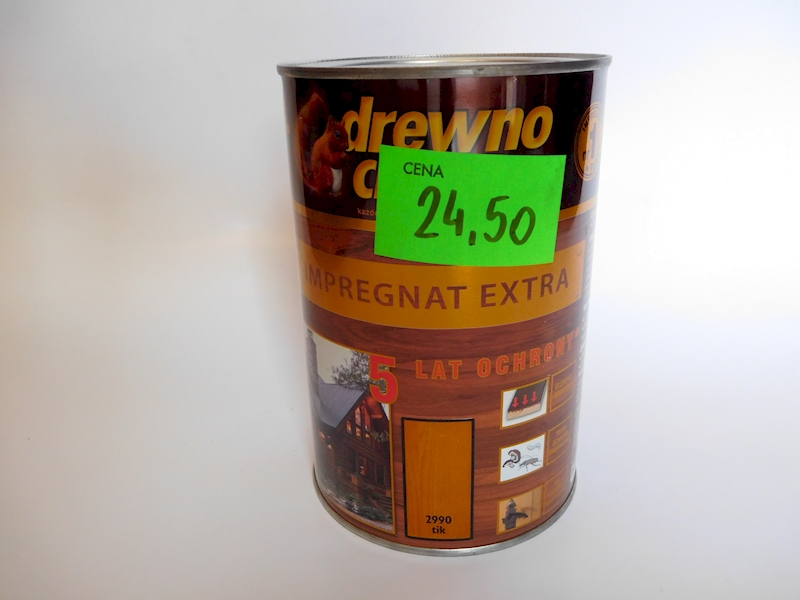 drewno
CENA
24,50
IMPREGNAT EXTRA
5 LAT OCHRONY
2990
tik